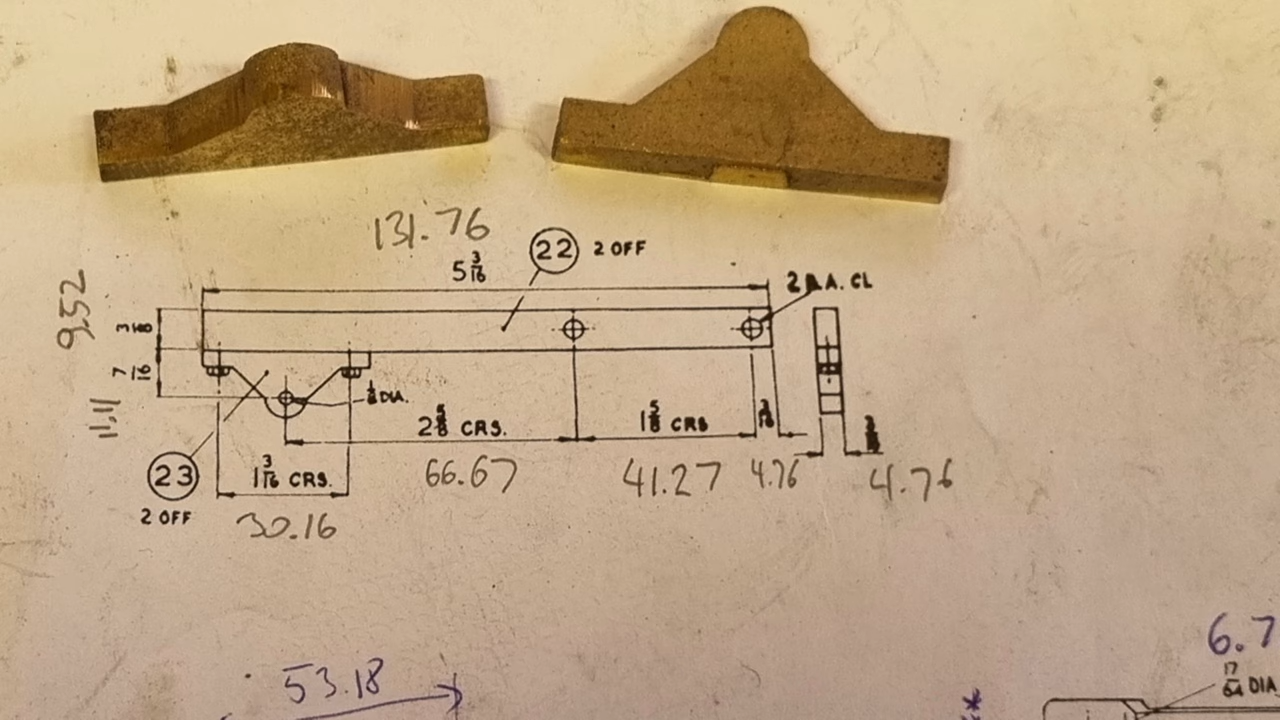 131.76
22 2 OFF
5 3/16
9.52
3/8
7/16
11,11
2 B.A. CL
1/8 DIA.
2 5/8 CRS.
1 5/8 CRS
3/16
66.67
41.27
4.76
4.76
23
1 3/16 CRS.
2 OFF
30.16
53.18
6.7
17/64 DIA